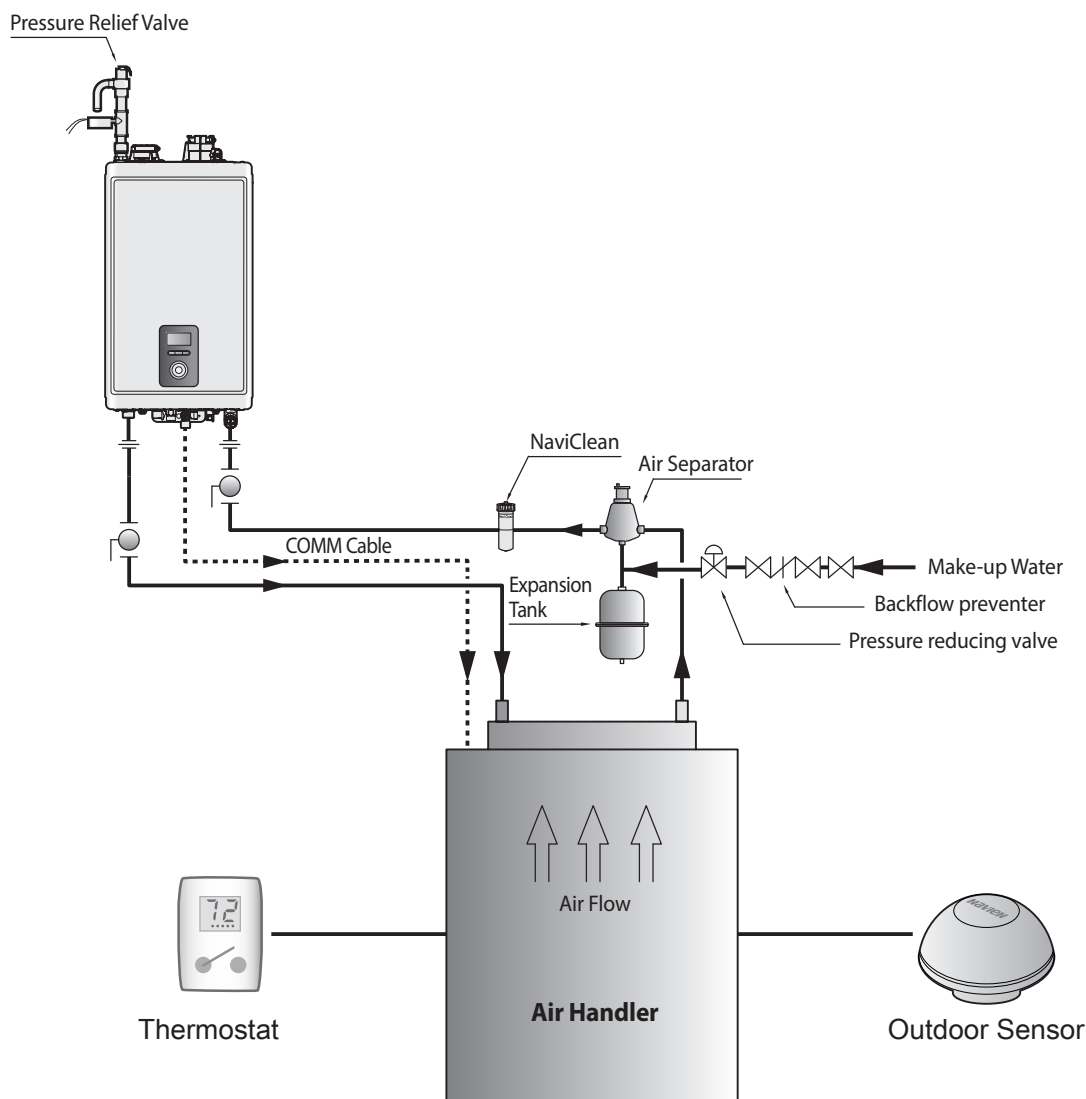 Pressure Relief Valve
NaviClean
Air Separator
COMM Cable
Make-up Water
Expansion
Tank
Backflow preventer
Pressure reducing valve
Air Flow
72
NAVIEN
Air Handler
Thermostat
Outdoor Sensor